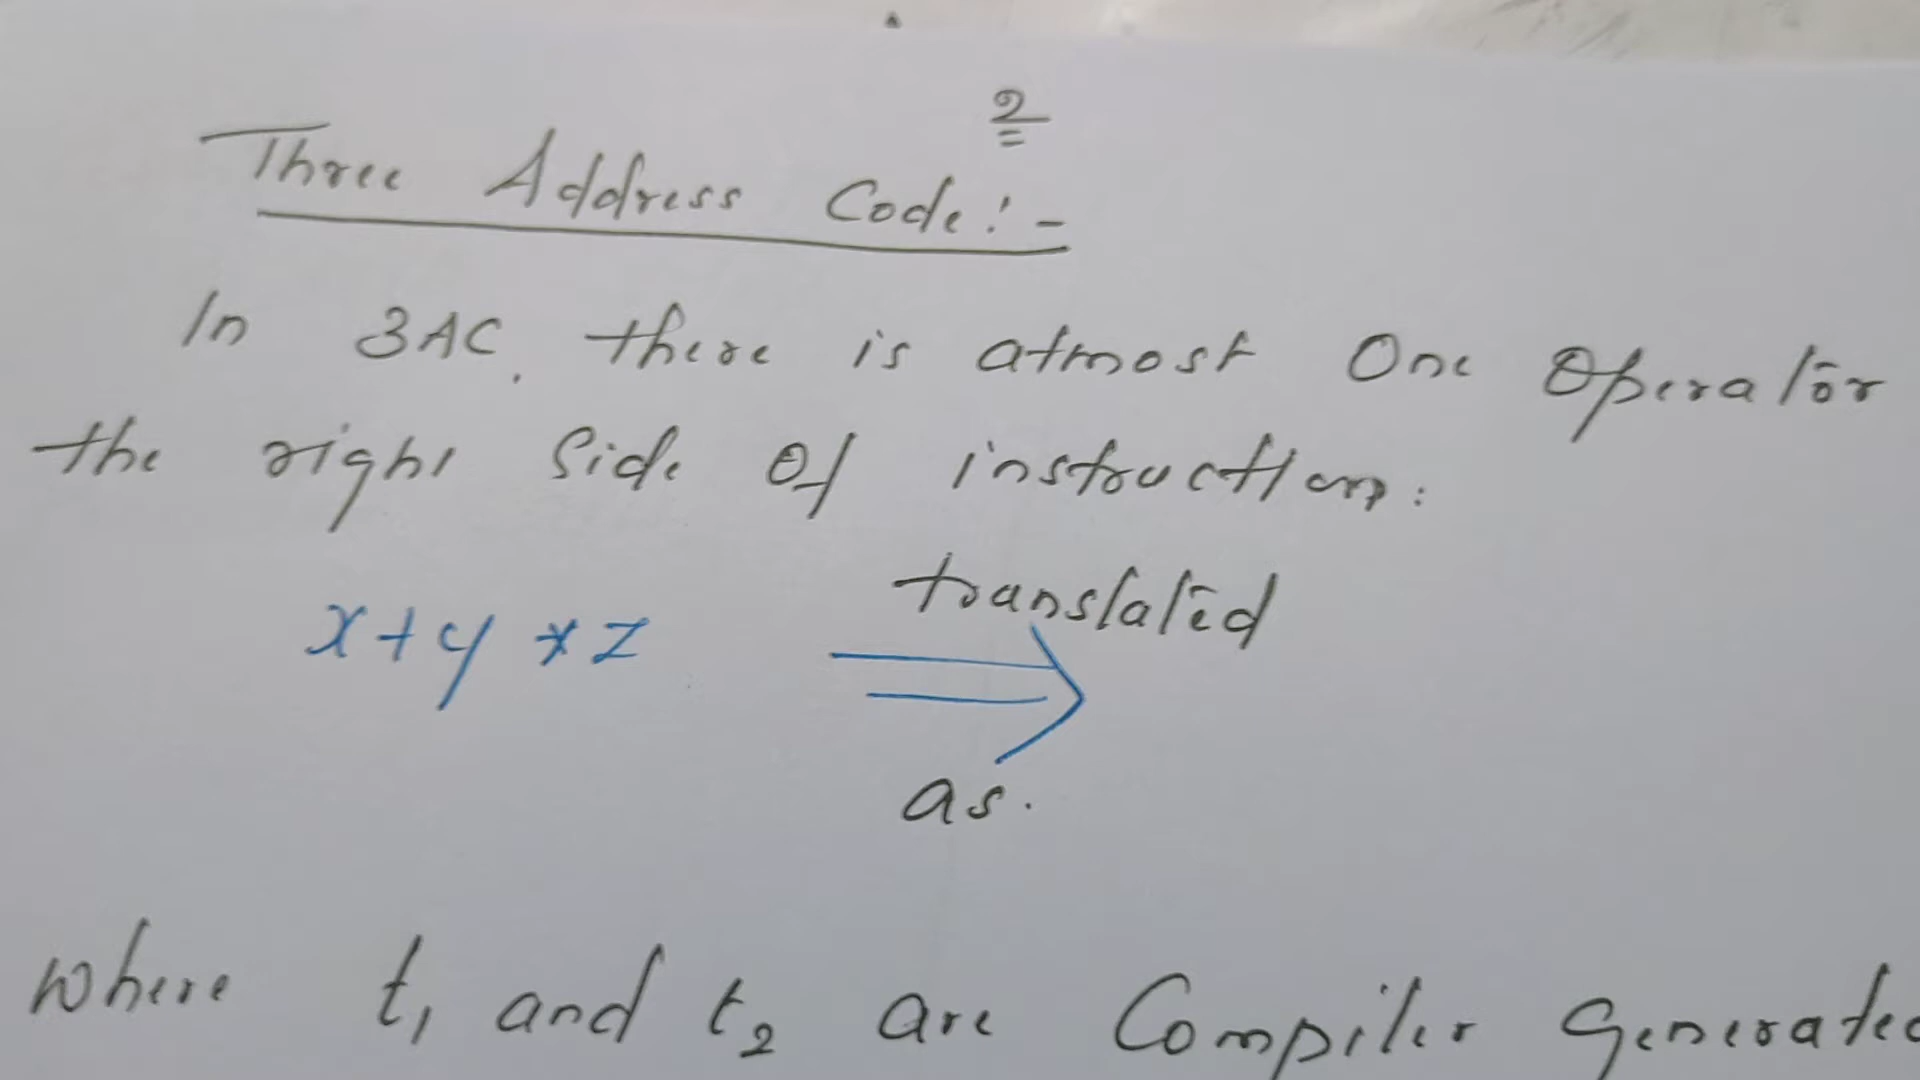 2
Three Address Code:-
In 3AC, there is atmost One Operator
the right Side of instruction.
x+y*z
translated
as.
where t₁ and t₂ are Compiler Generated